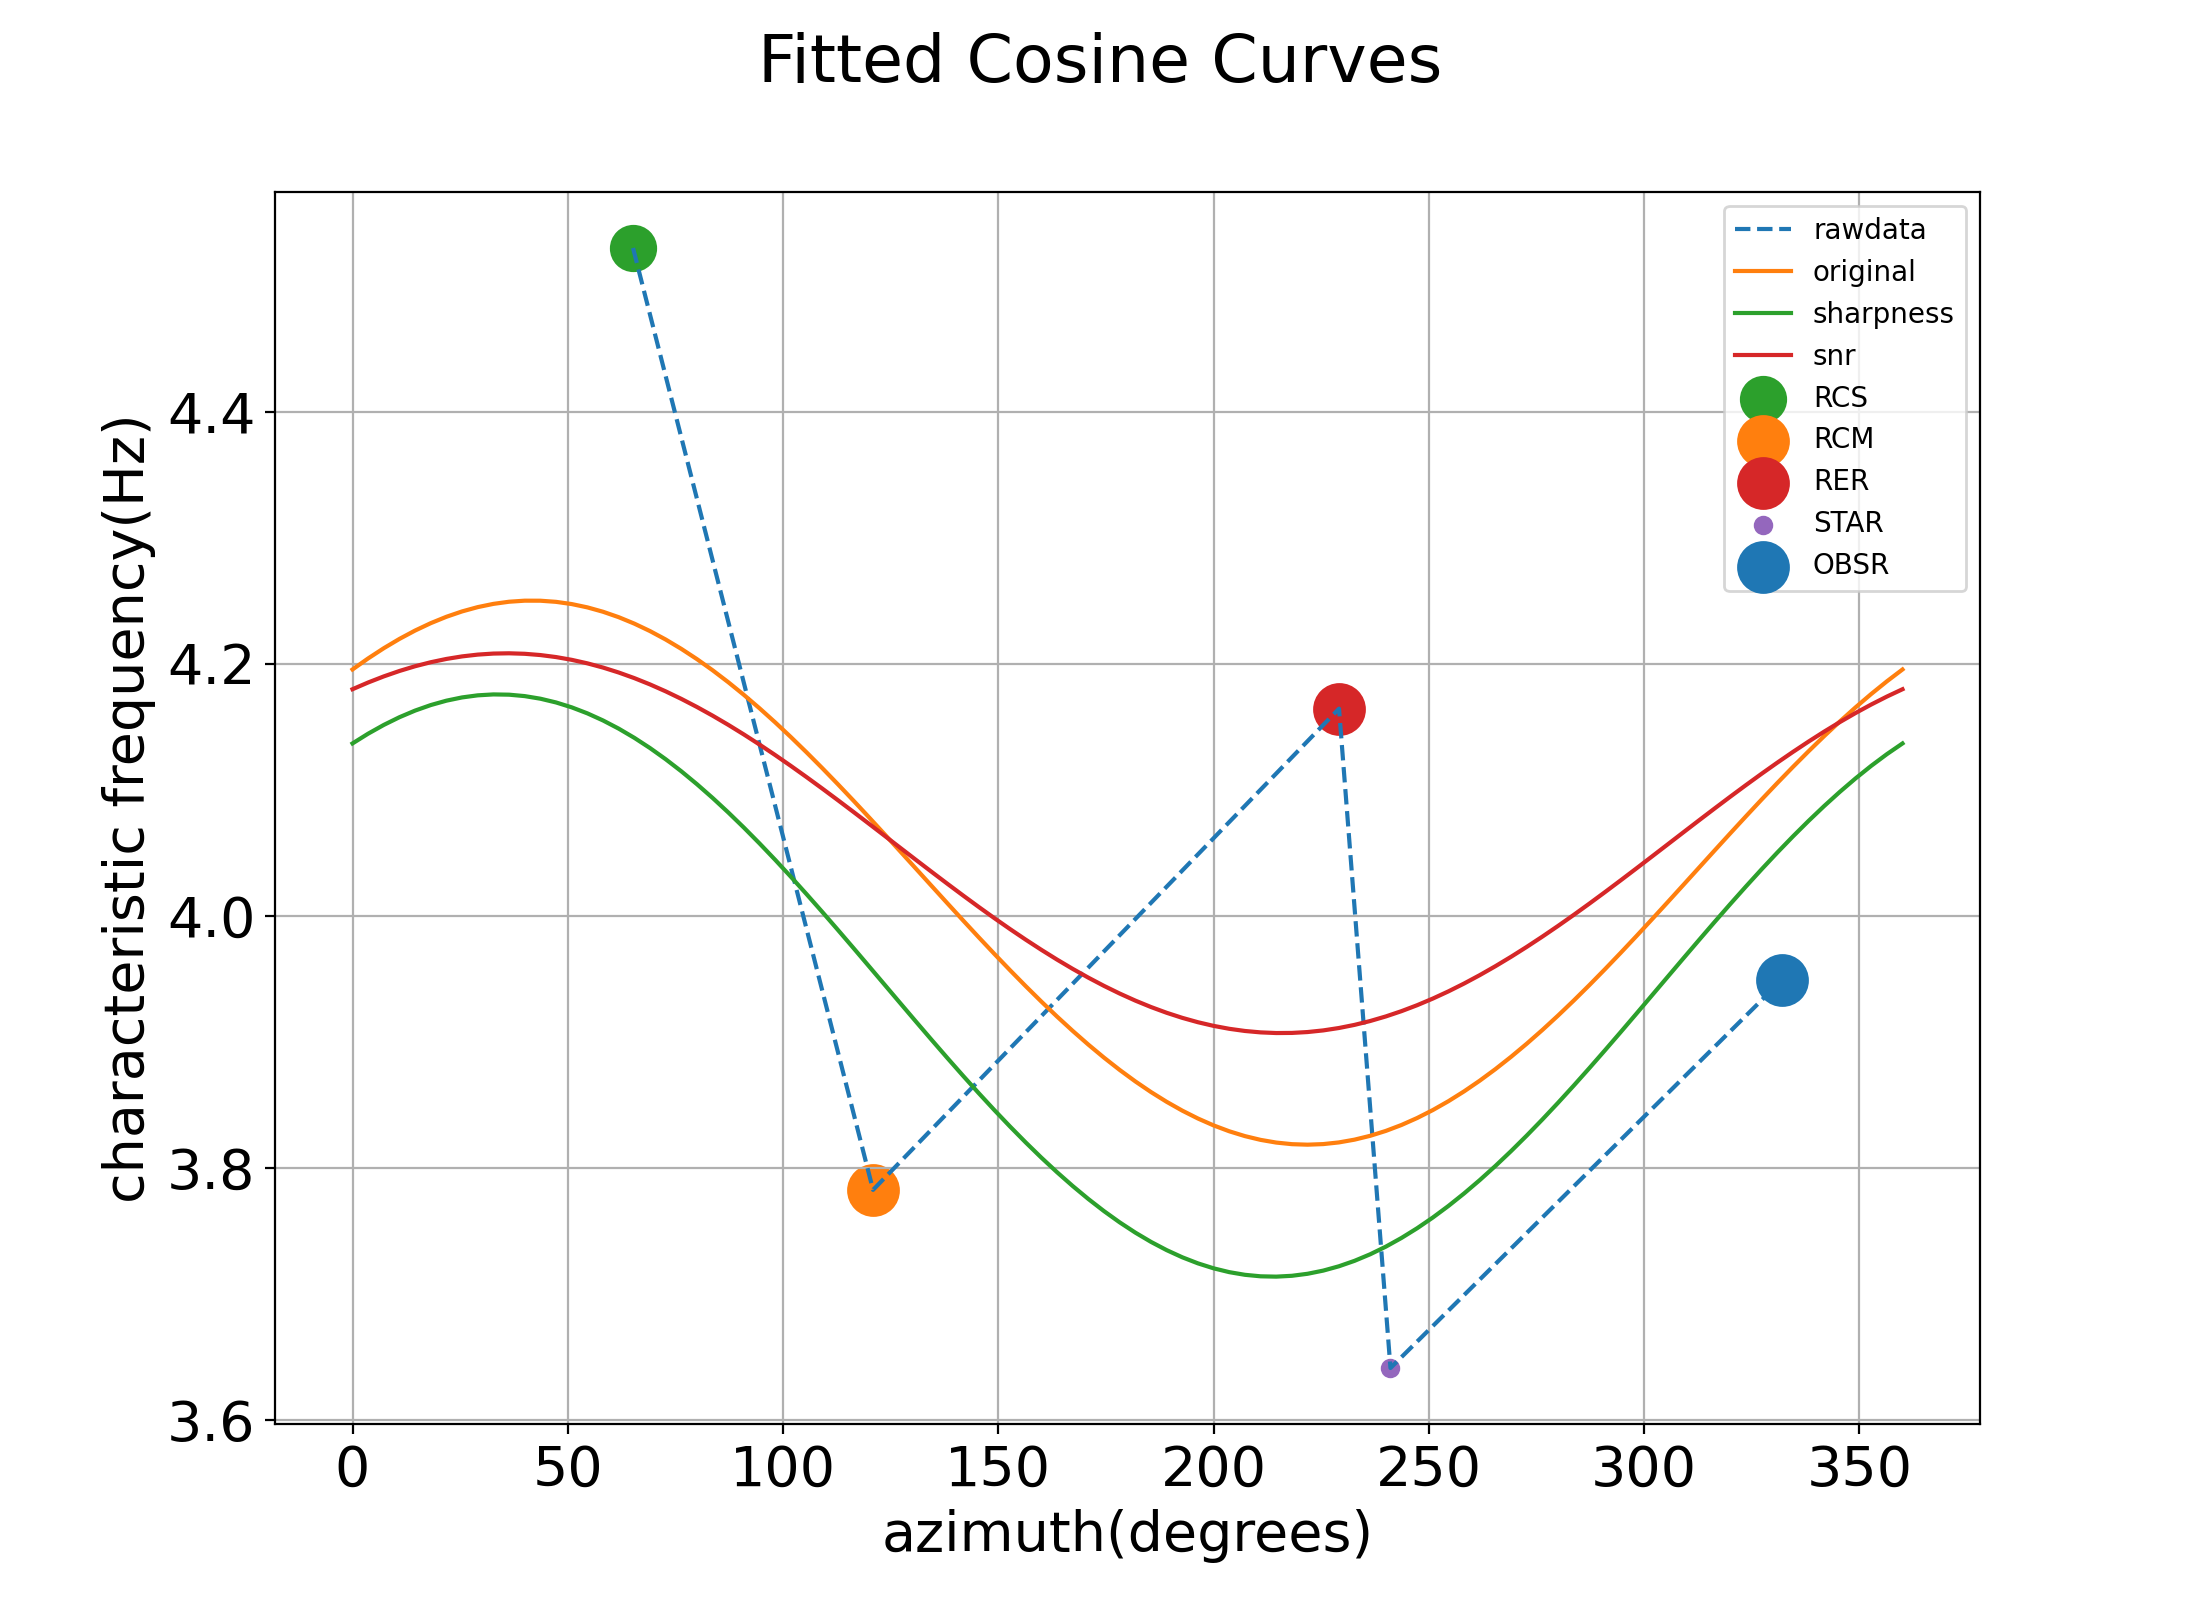 Fitted Cosine Curves
rawdata
original
sharpness
snr
RCS
RCM
RER
STAR
OBSR
characteristic frequency(Hz)
4.4
4.2
4.0
3.8
3.6
0 50 100 150 200 250 300 350
azimuth(degrees)